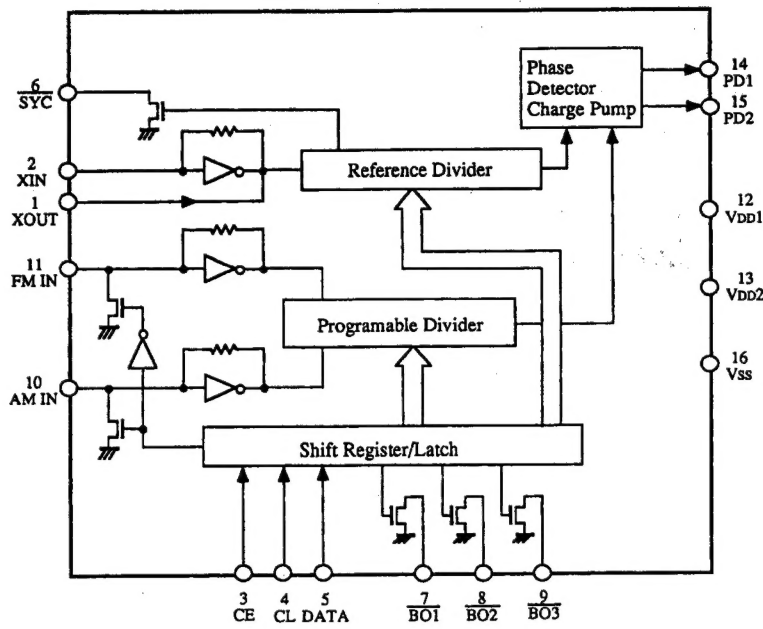 6
SYC
2
XIN
1
XOUT
11
FM IN
10
AM IN
Phase
Detector
Charge Pump
14
PD1
15
PD2
12
VDD1
13
VDD2
16
VSS
Reference Divider
Programable Divider
Shift Register/Latch
3
CE
4
CL
5
DATA
7
BO1
8
BO2
9
BO3